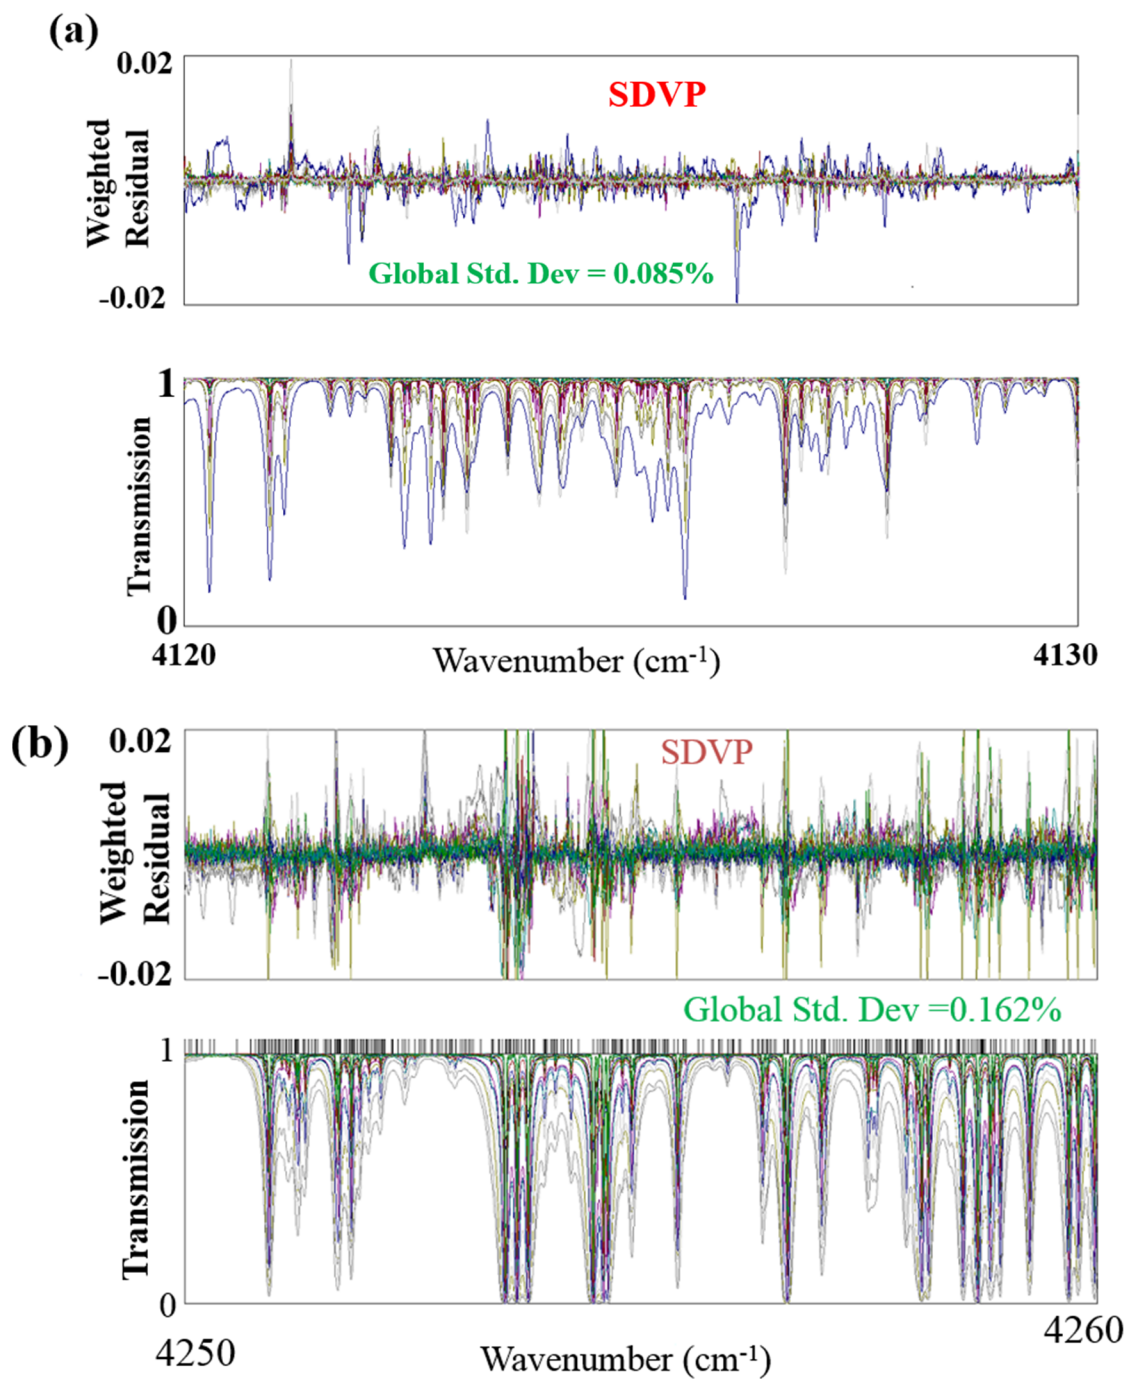 (a)
0.02
SDVP
Weighted
Residual
Global Std. Dev = 0.085%
-0.02
1
Transmission
0
4120
Wavenumber (cm-1)
4130
(b)
0.02
SDVP
Weighted
Residual
-0.02
Global Std. Dev =0.162%
1
Transmission
0
4250
Wavenumber (cm-1)
4260